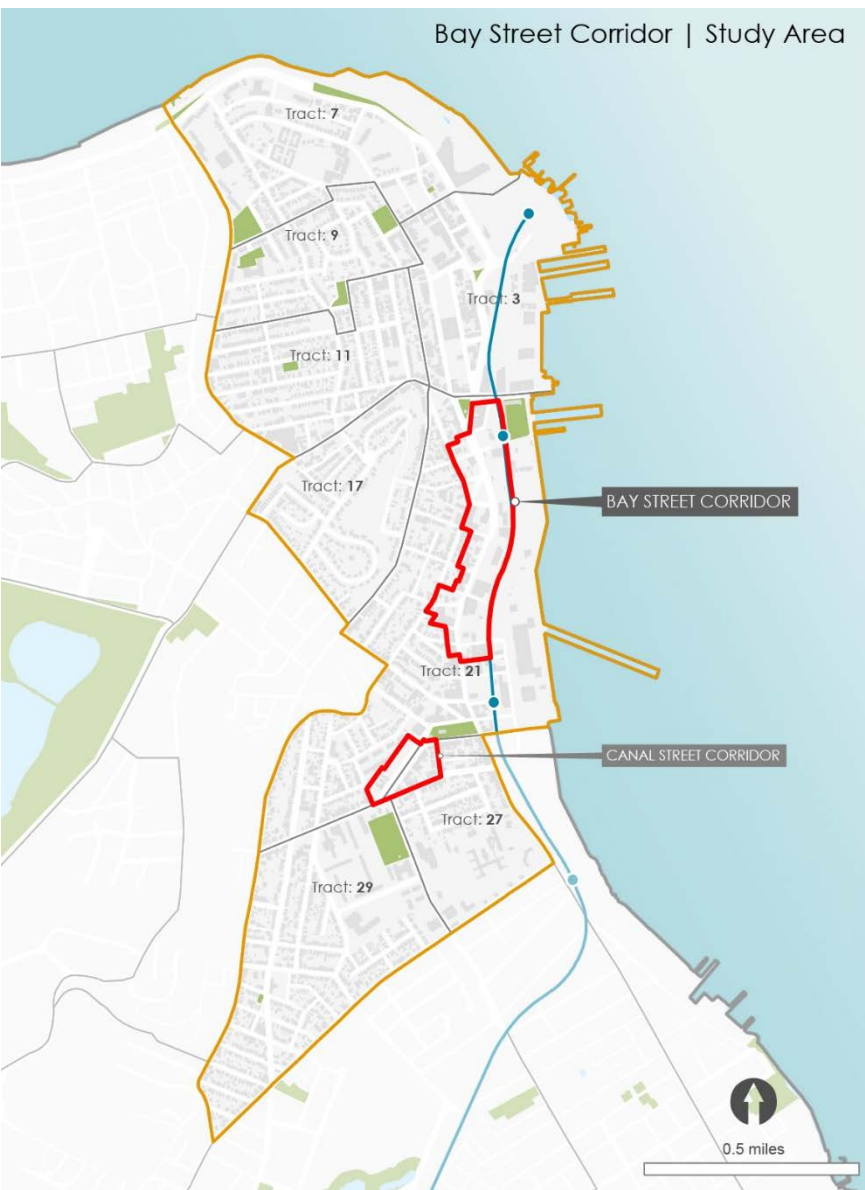 Bay Street Corridor | Study Area
Tract: 7
Tract: 9
Tract: 3
Tract: 11
Tract: 17
BAY STREET CORRIDOR
Tract: 21
CANAL STREET CORRIDOR
Tract: 27
Tract: 29
0.5 miles